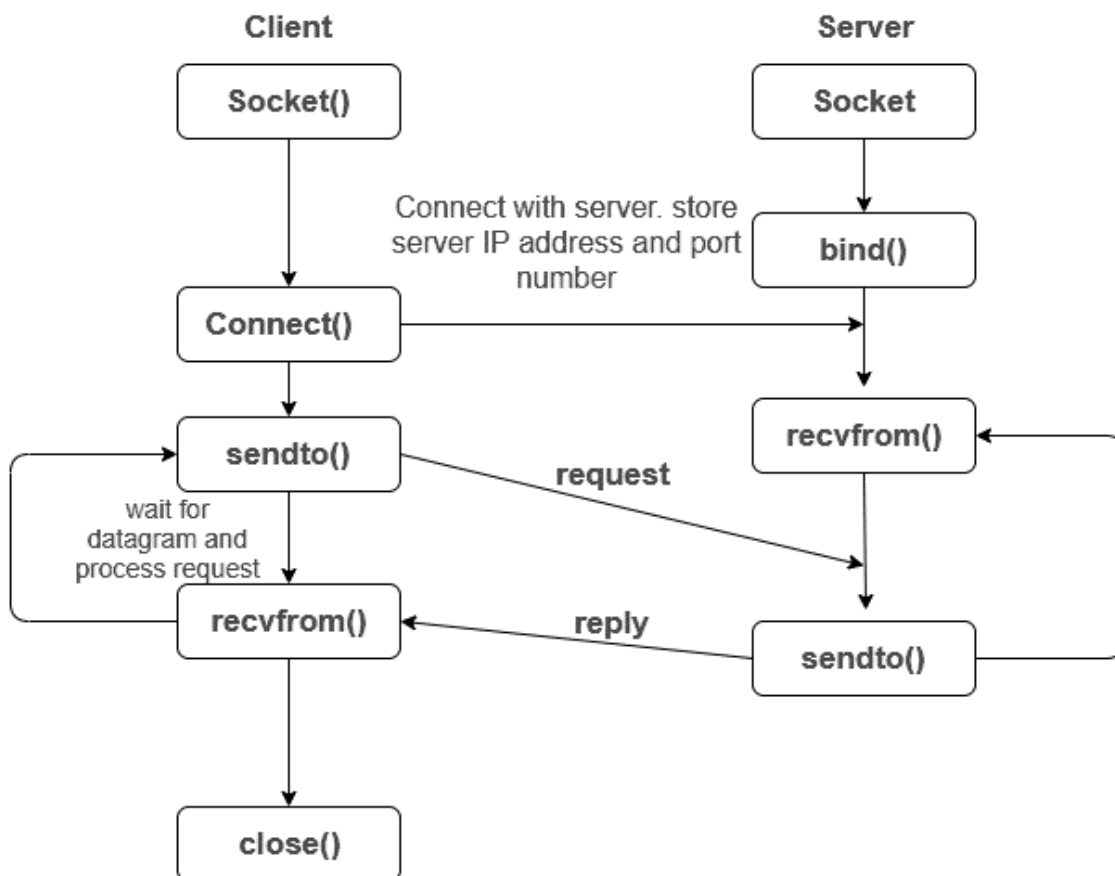 Client
Server
Socket()
Socket
Connect with server. store
server IP address and port
number
bind()
Connect()
sendto()
recvfrom()
request
wait for
datagram and
process request
recvfrom()
reply
sendto()
close()